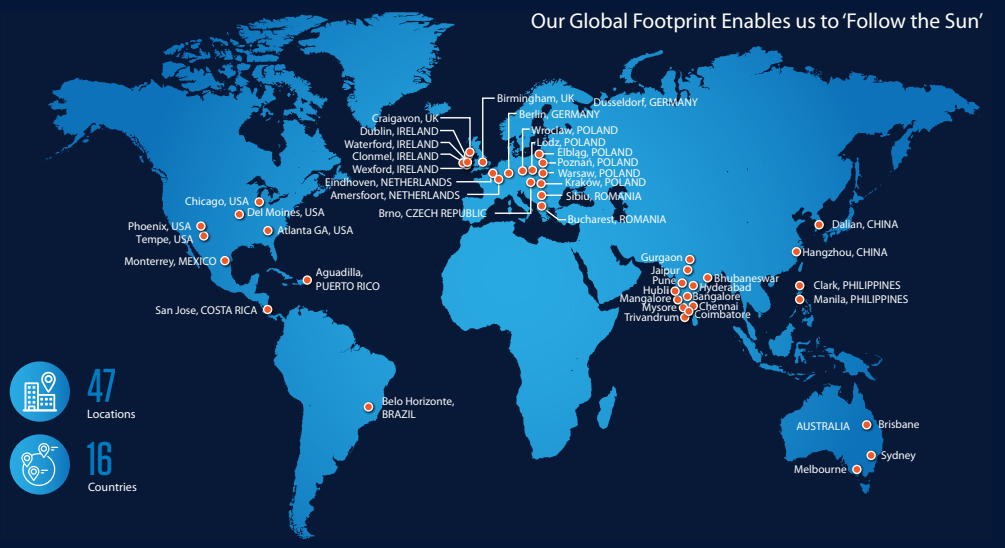 Our Global Footprint Enables us to ‘Follow the Sun’
Birmingham, UK
Dusseldorf, GERMANY
Berlin, GERMANY
Craigavon, UK
Dublin, IRELAND
Waterford, IRELAND
Clonmel, IRELAND
Wexford, IRELAND
Eindhoven, NETHERLANDS
Amersfoort, NETHERLANDS
Brno, CZECH REPUBLIC
Wroclaw, POLAND
Łódź, POLAND
Elbląg, POLAND
Poznań, POLAND
Warsaw, POLAND
Kraków, POLAND
Sibiu, ROMANIA
Bucharest, ROMANIA
Chicago, USA
Del Moines, USA
Phoenix, USA
Tempe, USA
Atlanta GA, USA
Monterrey, MEXICO
Aguadilla,
PUERTO RICO
San Jose, COSTA RICA
Belo Horizonte,
BRAZIL
Dalian, CHINA
Hangzhou, CHINA
Clark, PHILIPPINES
Manila, PHILIPPINES
Gurgaon
Jaipur
Pune
Bhubaneswar
Hyderabad
Hubli
Bangalore
Mangalore
Chennai
Mysore
Coimbatore
Trivandrum
AUSTRALIA
Brisbane
Sydney
Melbourne
47
Locations
16
Countries